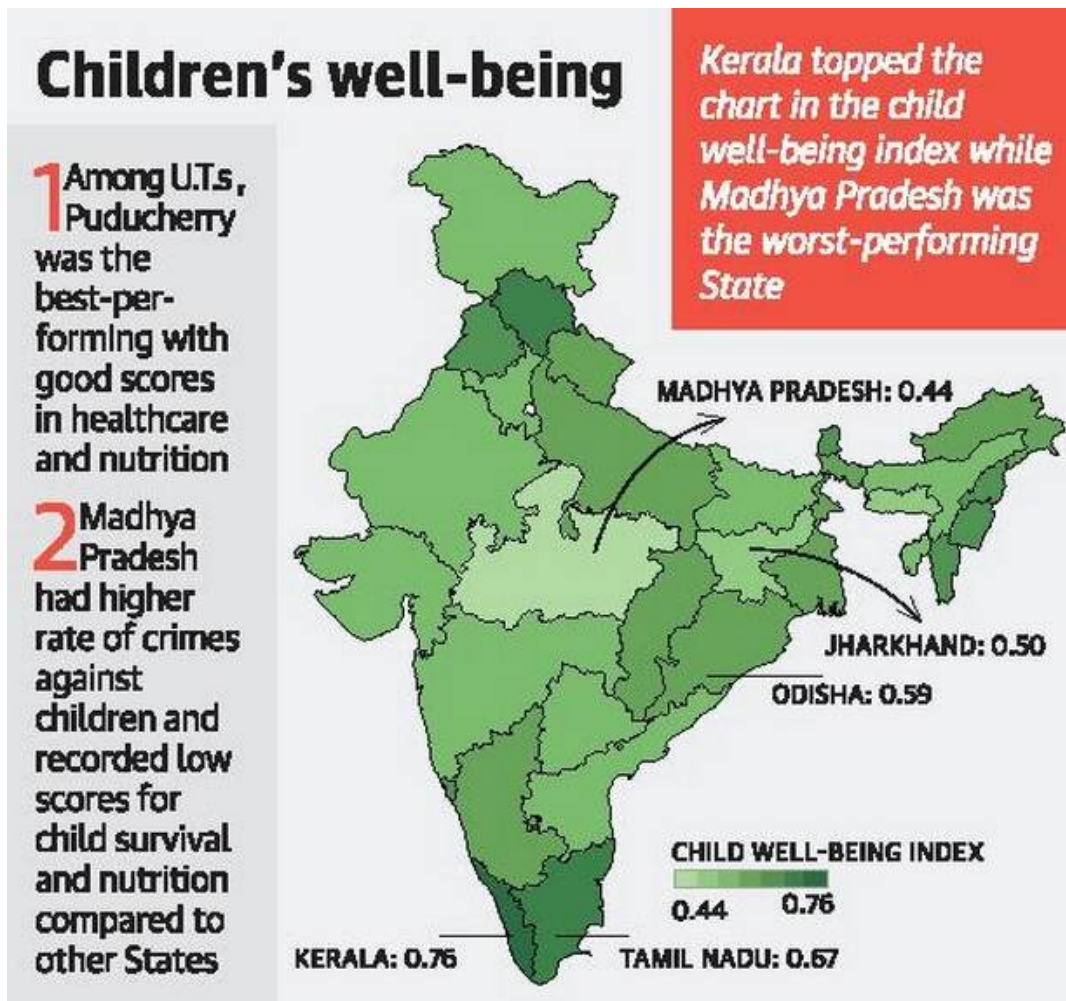 Children's well-being
Kerala topped the
chart in the child
well-being index while
Madhya Pradesh was
the worst-performing
State
1 Among U.T.s,
Puducherry
was the
best-per-
forming with
good scores
in healthcare
and nutrition
2 Madhya
Pradesh
had higher
rate of crimes
against
children and
recorded low
scores for
child survival
and nutrition
compared to
other States
MADHYA PRADESH: 0.44
JHARKHAND: 0.50
ODISHA: 0.59
CHILD WELL-BEING INDEX
0.44 0.76
KERALA: 0.76 TAMIL NADU: 0.67